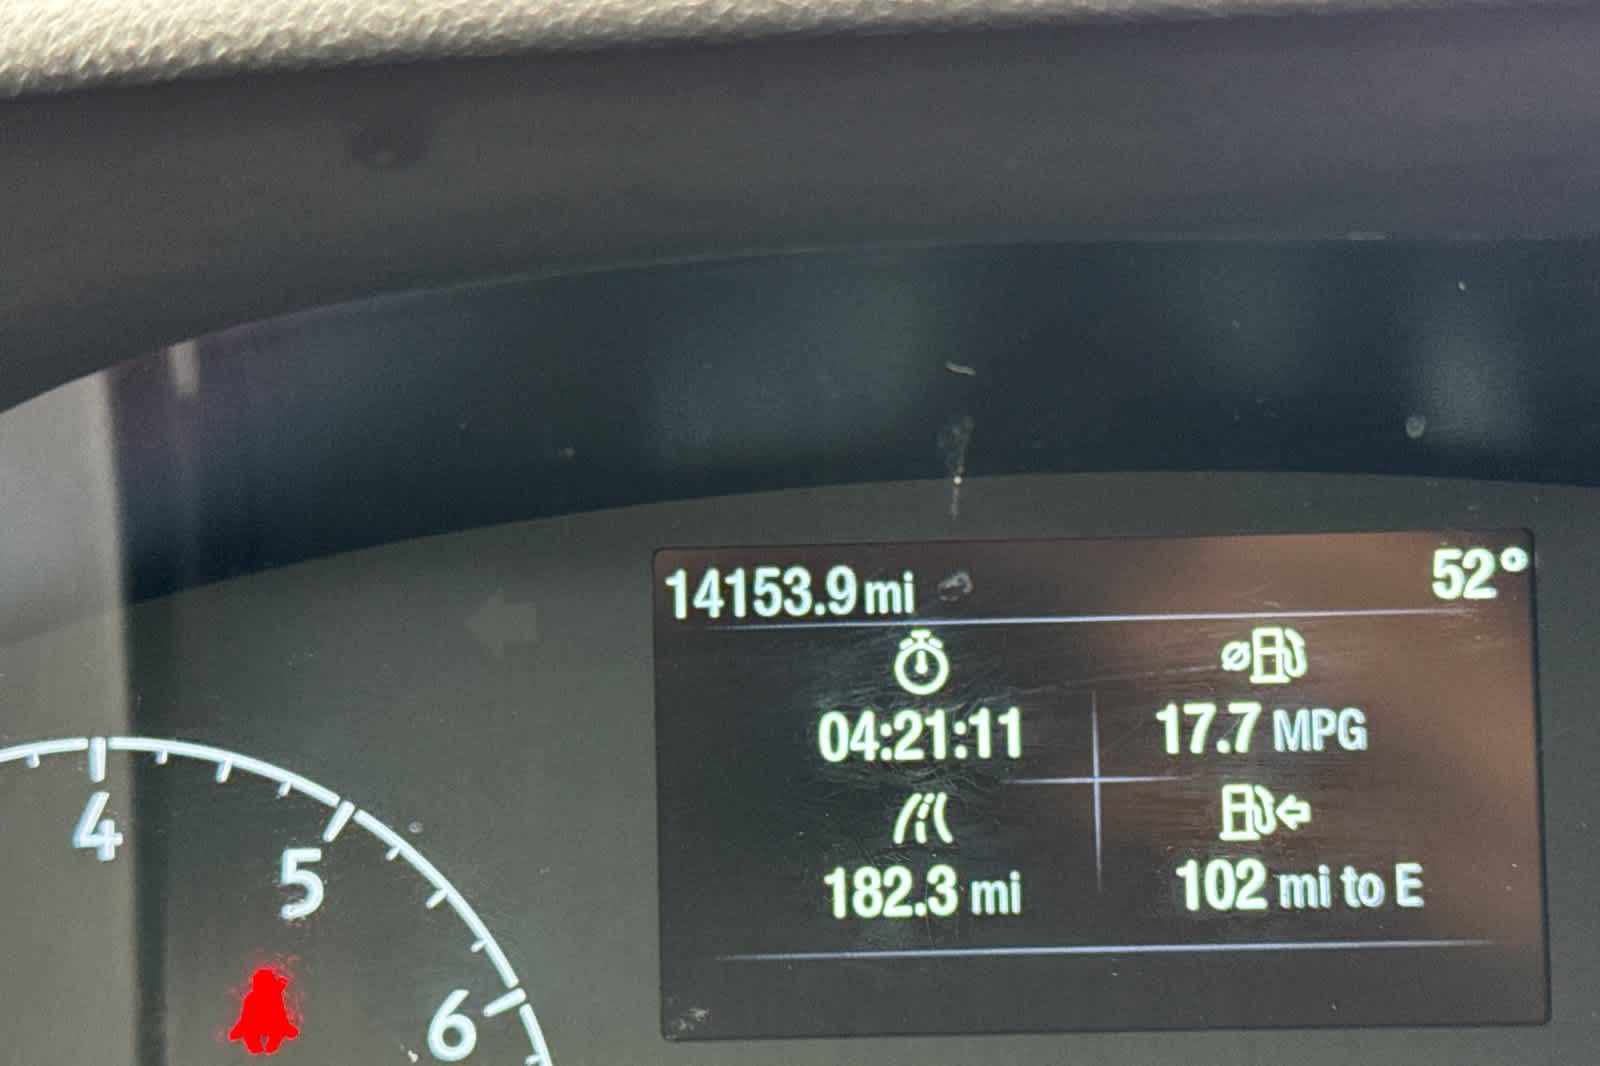 14153.9 mi 52°
04:21:11 17.7 MPG
182.3 mi 102 mi to E
4
5
6